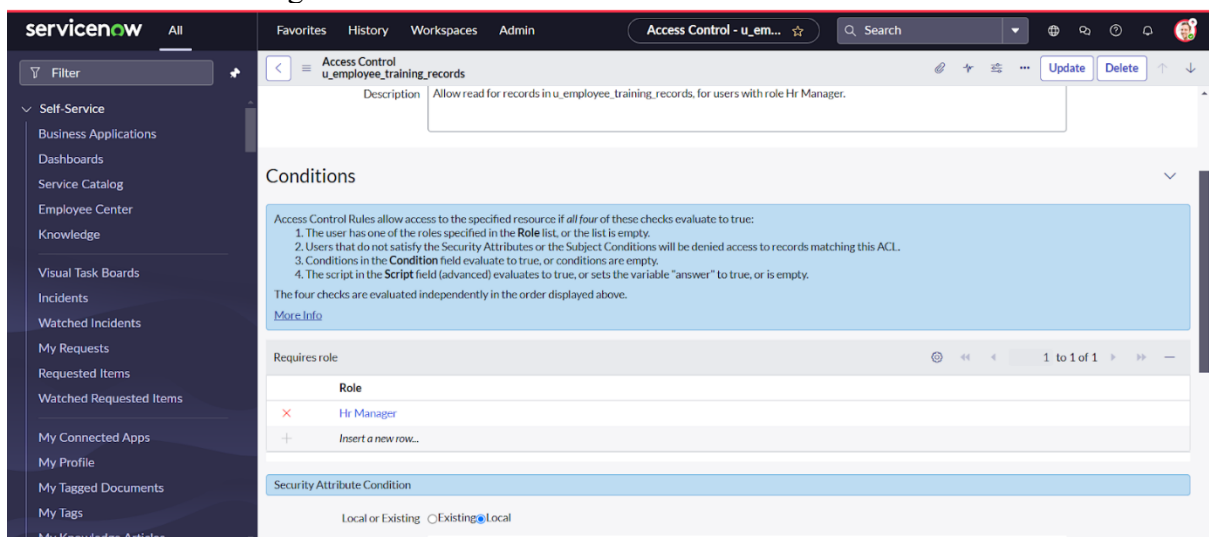 servicenow All Favorites History Workspaces Admin Access Control - u_em... Search
Filter
Access Control
u_employee_training_records
Update Delete
Self-Service
Business Applications
Dashboards
Service Catalog
Employee Center
Knowledge
Visual Task Boards
Incidents
Watched Incidents
My Requests
Requested Items
Watched Requested Items
My Connected Apps
My Profile
My Tagged Documents
My Tags
Description Allow read for records in u_employee_training_records, for users with role Hr Manager.
Conditions
Access Control Rules allow access to the specified resource if all four of these checks evaluate to true:
1. The user has one of the roles specified in the Role list, or the list is empty.
2. Users that do not satisfy the Security Attributes or the Subject Conditions will be denied access to records matching this ACL.
3. Conditions in the Condition field evaluate to true, or conditions are empty.
4. The script in the Script field (advanced) evaluates to true, or sets the variable "answer" to true, or is empty.
The four checks are evaluated independently in the order displayed above.
More Info
Requires role 1 to 1 of 1
Role
Hr Manager
Insert a new row...
Security Attribute Condition
Local or Existing Existing Local